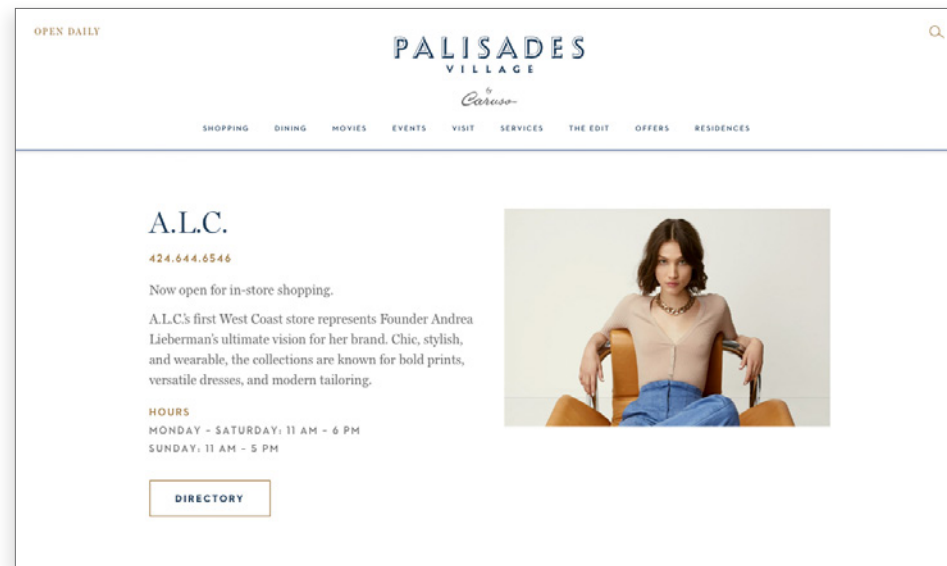 OPEN DAILY
PALISADES
VILLAGE
by
Caruso
SHOPPING DINING MOVIES EVENTS VISIT SERVICES THE EDIT OFFERS RESIDENCES
A.L.C.
424.644.6546
Now open for in-store shopping.
A.L.C.'s first West Coast store represents Founder Andrea
Lieberman's ultimate vision for her brand. Chic, stylish,
and wearable, the collections are known for bold prints,
versatile dresses, and modern tailoring.
HOURS
MONDAY - SATURDAY: 11 AM - 6 PM
SUNDAY: 11 AM - 5 PM
DIRECTORY